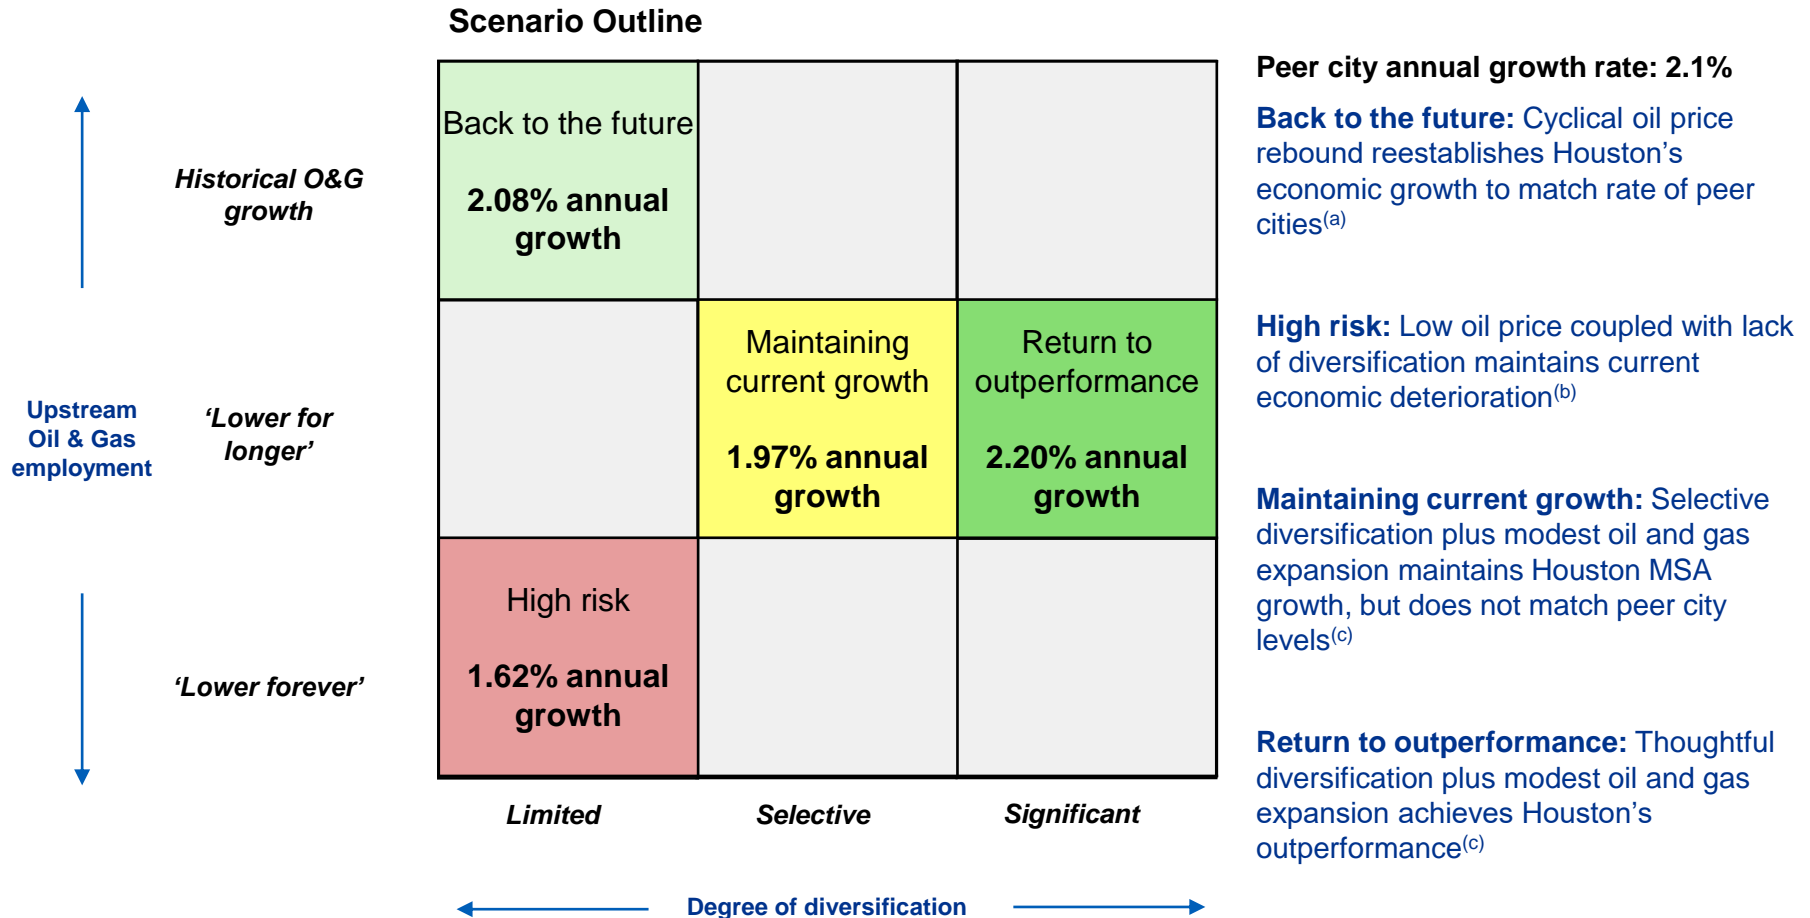 Scenario Outline
Back to the future
2.08% annual
growth
Maintaining
current growth
1.97% annual
growth
Return to
outperformance
2.20% annual
growth
High risk
1.62% annual
growth
Historical O&G
growth
‘Lower for
longer’
‘Lower forever’
Upstream
Oil & Gas
employment
Limited
Selective
Significant
Degree of diversification
Peer city annual growth rate: 2.1%
Back to the future: Cyclical oil price
rebound reestablishes Houston’s
economic growth to match rate of peer
cities(a)
High risk: Low oil price coupled with lack
of diversification maintains current
economic deterioration(b)
Maintaining current growth: Selective
diversification plus modest oil and gas
expansion maintains Houston MSA
growth, but does not match peer city
levels(c)
Return to outperformance: Thoughtful
diversification plus modest oil and gas
expansion achieves Houston’s
outperformance(c)